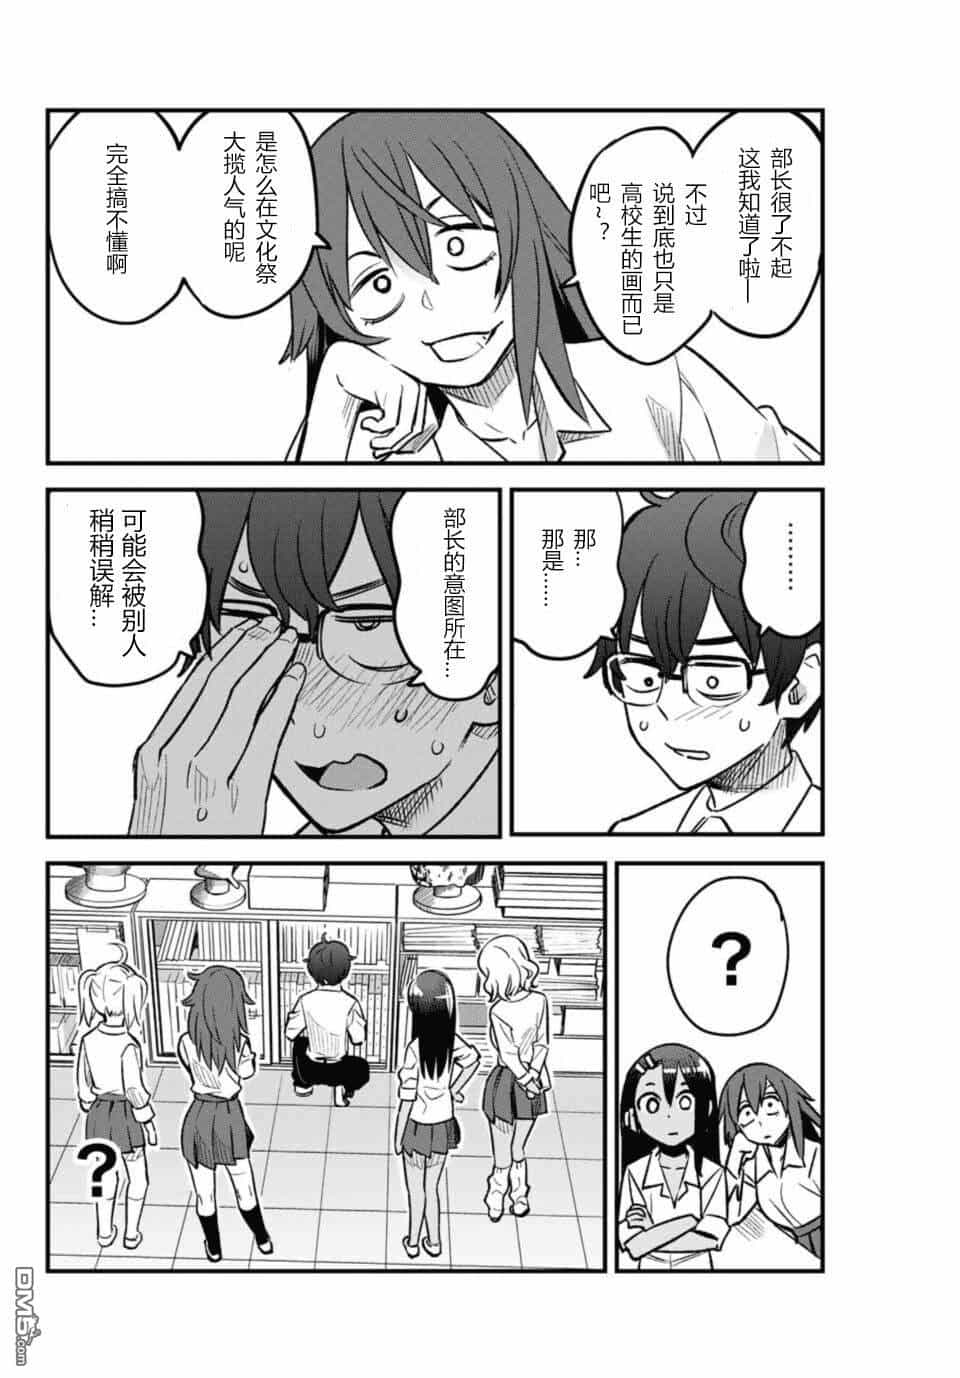 部长很了不起
这我知道了啦—
不过
说到底也只是
高校生的画而已
吧~？
是怎么在文化祭
大揽人气的呢
完全搞不懂啊
…………
那…
那是……
部长的意图所在…
可能会被别人
稍稍误解…
?
?
DM5.com